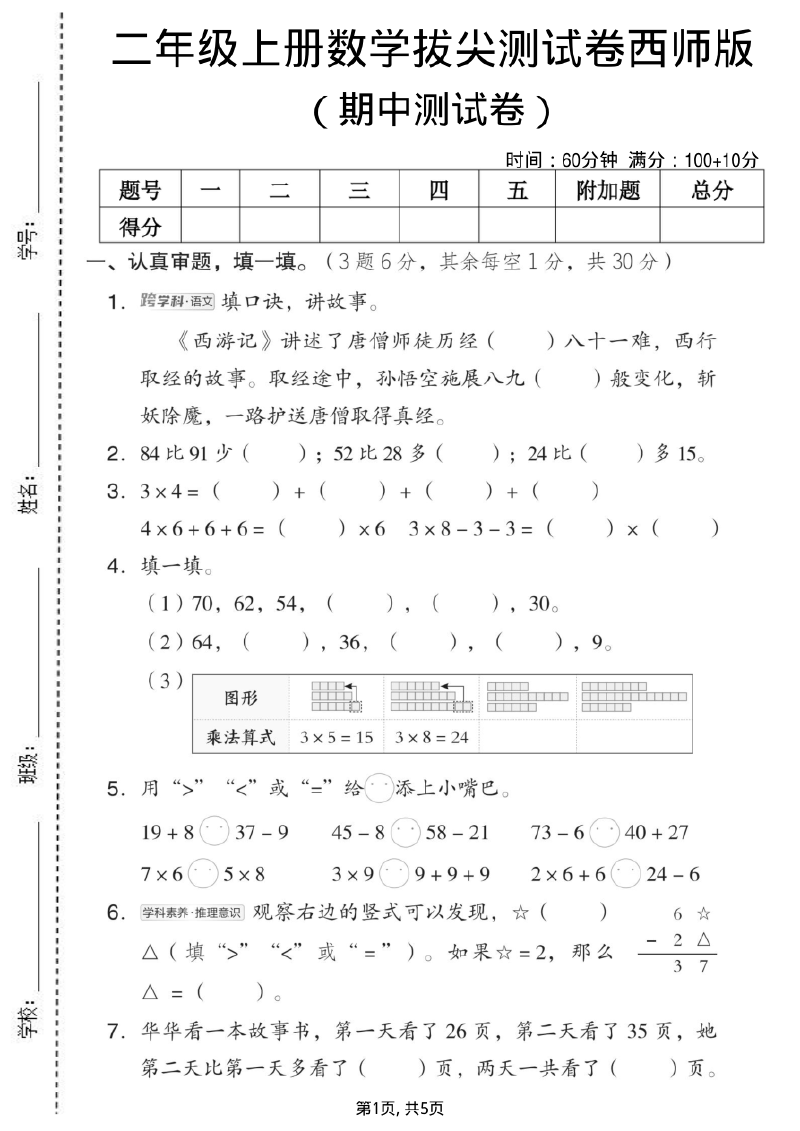 二年级上册数学拔尖测试卷西师版
（期中测试卷）
时间：60分钟 满分：100+10分
题号 一 二 三 四 五 附加题 总分
得分
一、认真审题，填一填。（3题6分，其余每空1分，共30分）
1. 跨学科·语文 填口诀，讲故事。
《西游记》讲述了唐僧师徒历经（ ）八十一难，西行
取经的故事。取经途中，孙悟空施展八九（ ）般变化，斩
妖除魔，一路护送唐僧取得真经。
2. 84比91少（ ）；52比28多（ ）；24比（ ）多15。
3. 3×4=（ ）+（ ）+（ ）+（ ）
4×6+6+6=（ ）×6 3×8-3-3=（ ）×（ ）
4. 填一填。
（1）70，62，54，（ ），（ ），30。
（2）64，（ ），36，（ ），（ ），9。
（3）
图形
乘法算式 3×5=15 3×8=24
5. 用“>”“<”或“=”给○添上小嘴巴。
19+8○37-9 45-8○58-21 73-6○40+27
7×6○5×8 3×9○9+9+9 2×6+6○24-6
6. 学科素养·推理意识 观察右边的竖式可以发现，☆（ ）
△（填“>”“<”或“=”）。如果☆=2，那么
△=（ ）。
6 ☆
- 2 △
3 7
7. 华华看一本故事书，第一天看了26页，第二天看了35页，她
第二天比第一天多看了（ ）页，两天一共看了（ ）页。
第1页，共5页
学号：
姓名：
班级：
学校：